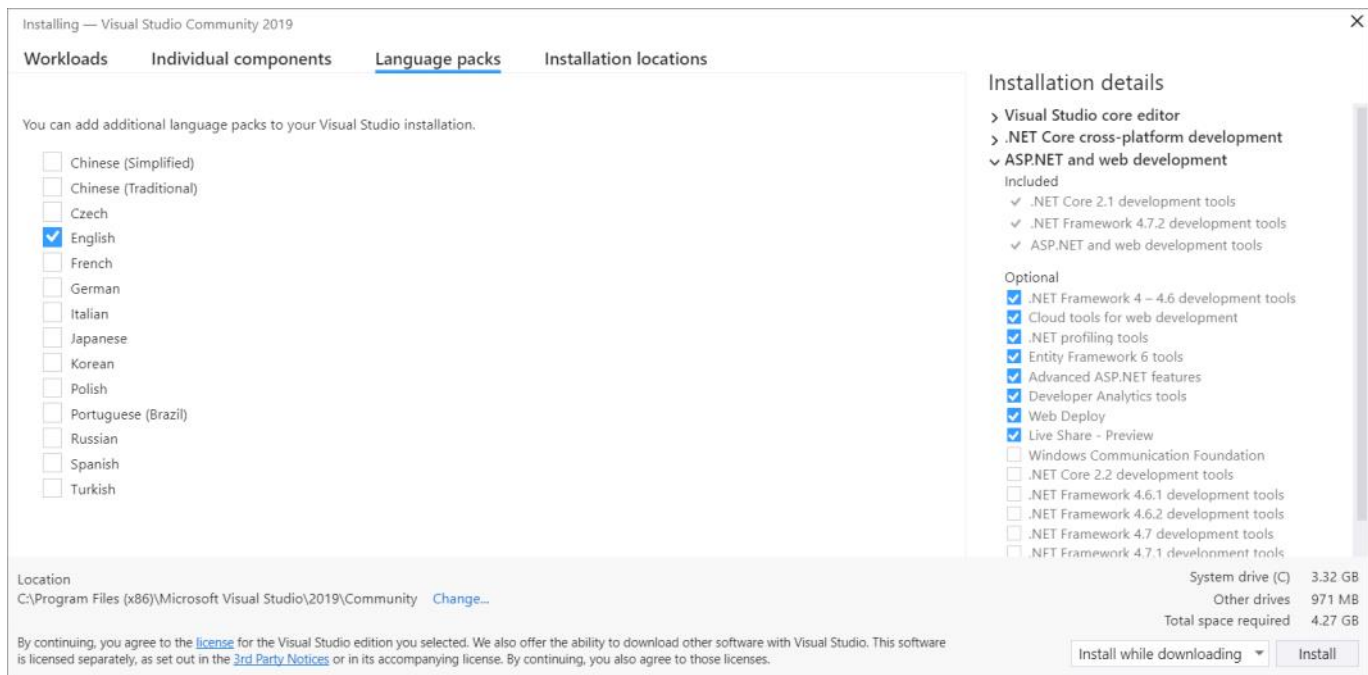 Installing — Visual Studio Community 2019
Workloads Individual components Language packs Installation locations
You can add additional language packs to your Visual Studio installation.
Chinese (Simplified)
Chinese (Traditional)
Czech
English
French
German
Italian
Japanese
Korean
Polish
Portuguese (Brazil)
Russian
Spanish
Turkish
Installation details
Visual Studio core editor
.NET Core cross-platform development
ASP.NET and web development
Included
.NET Core 2.1 development tools
.NET Framework 4.7.2 development tools
ASP.NET and web development tools
Optional
.NET Framework 4 – 4.6 development tools
Cloud tools for web development
.NET profiling tools
Entity Framework 6 tools
Advanced ASP.NET features
Developer Analytics tools
Web Deploy
Live Share - Preview
Windows Communication Foundation
.NET Core 2.2 development tools
.NET Framework 4.6.1 development tools
.NET Framework 4.6.2 development tools
.NET Framework 4.7 development tools
.NET Framework 4.7.1 development tools
Location
C:\Program Files (x86)\Microsoft Visual Studio\2019\Community Change...
By continuing, you agree to the license for the Visual Studio edition you selected. We also offer the ability to download other software with Visual Studio. This software
is licensed separately, as set out in the 3rd Party Notices or in its accompanying license. By continuing, you also agree to those licenses.
System drive (C) 3.32 GB
Other drives 971 MB
Total space required 4.27 GB
Install while downloading Install